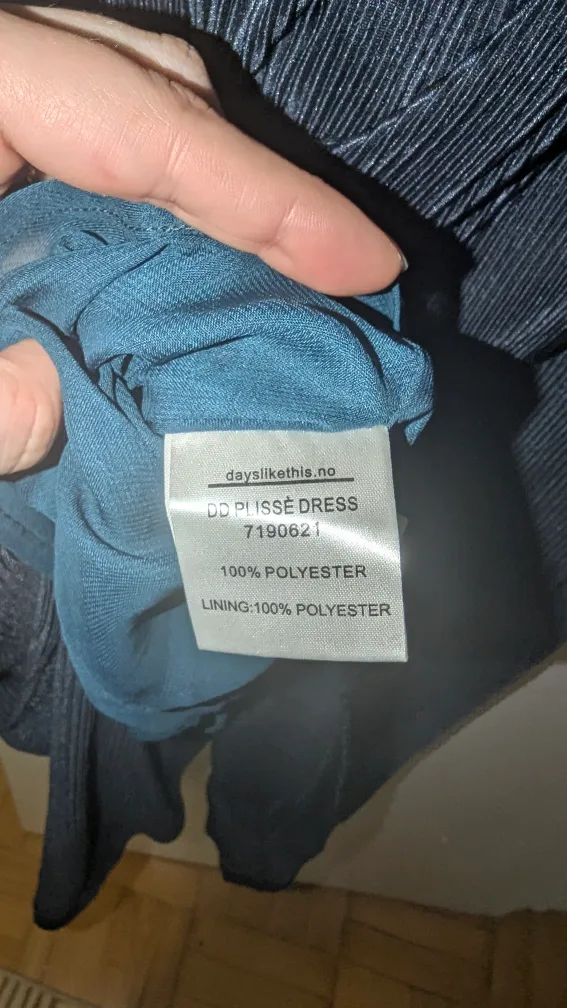 dayslikethis.no
DD PLISSÈ DRESS
7190621
100% POLYESTER
LINING:100% POLYESTER